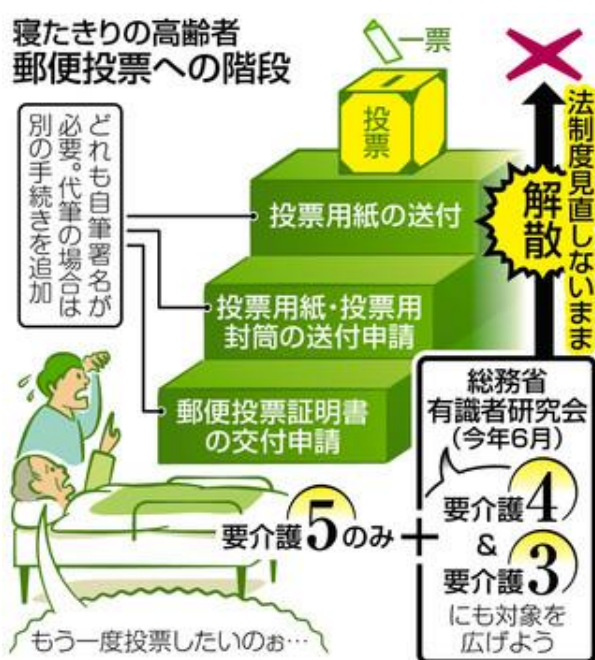 寝たきりの高齢者
郵便投票への階段
一票
投票
どれも自筆署名が
必要。代筆の場合は
別の手続きを追加
投票用紙の送付
投票用紙・投票用
封筒の送付申請
郵便投票証明書
の交付申請
法制度見直しないまま
解散
総務省
有識者研究会
(今年6月)
要介護4
&
要介護3
にも対象を
広げよう
要介護5のみ+
もう一度投票したいのぉ…